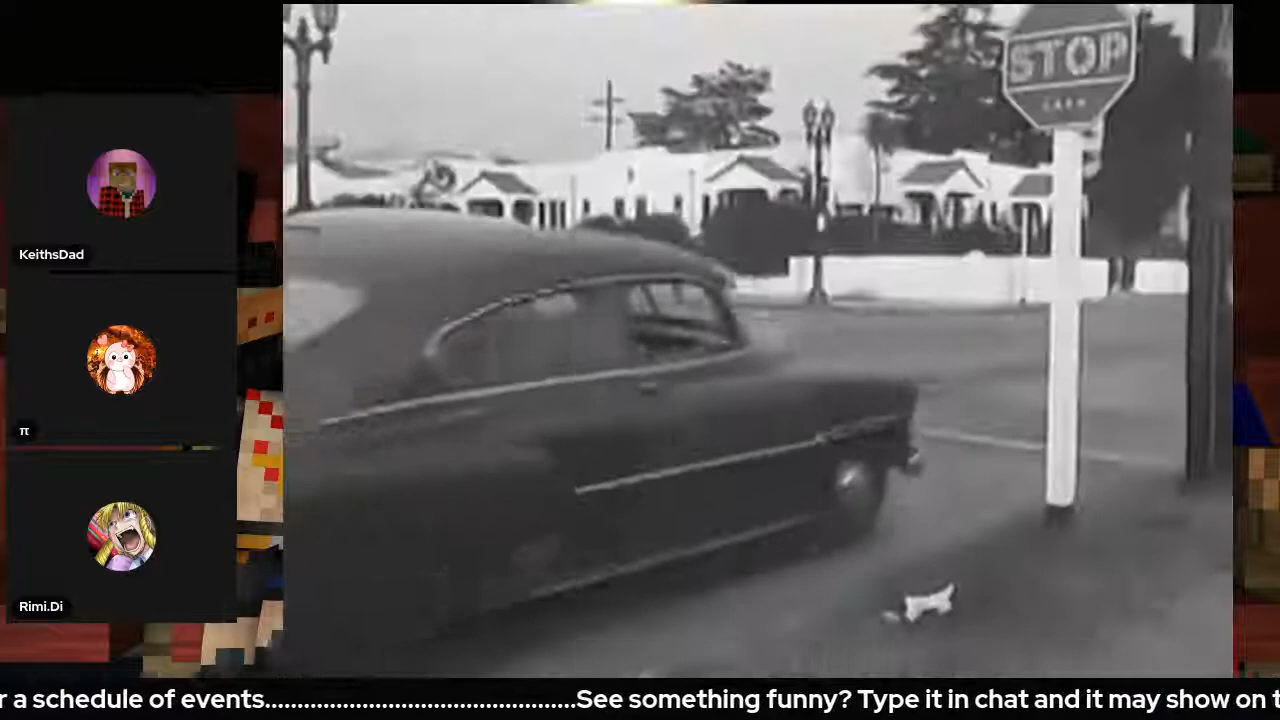 STOP
KeithsDad
π
Rimi.Di
r a schedule of events................................................See something funny? Type it in chat and it may show on t